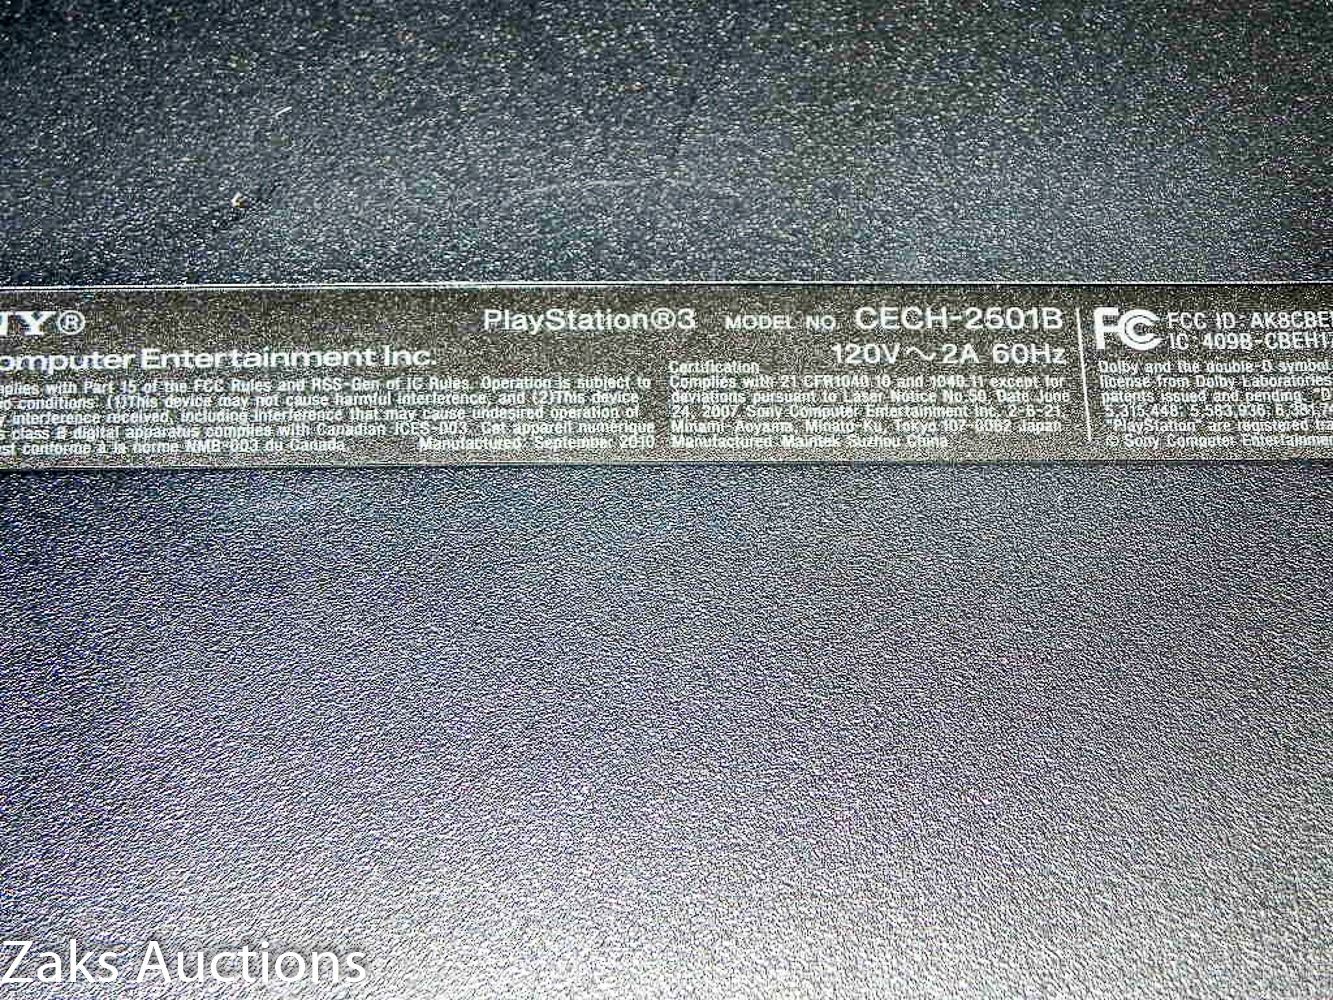 NY®
omputer Entertainment Inc.
plies with Part 15 of the FCC Rules and RSS-Gen of IC Rules. Operation is subject to
conditions: (1)This device may not cause harmful interference, and (2)This device
interference received, including interference that may cause undesired operation of
class B digital apparatus complies with Canadian ICES-003. Cet appareil numérique
est conforme à la norme NMB-003 du Canada. Manufactured: September 2010
PlayStation®3 MODEL NO. CECH-2501B
120V～2A 60Hz
Certification
Complies with 21 CFR1040.10 and 1040.11 except for
deviations pursuant to Laser Notice No.50, Date June
24, 2007. Sony Computer Entertainment Inc. 2-6-21,
Minami-Aoyama, Minato-Ku, Tokyo 107-0062 Japan
Manufactured: Maintek Suzhou China
FC FCC ID: AK8CBE
IC: 409B-CBEH1
Dolby and the double-D symbol
license from Dolby Laboratories
patents issued and pending. D
5,315,448; 5,583,936; 6,381,7
"PlayStation" are registered tra
© Sony Computer Entertainme
Zaks Auctions